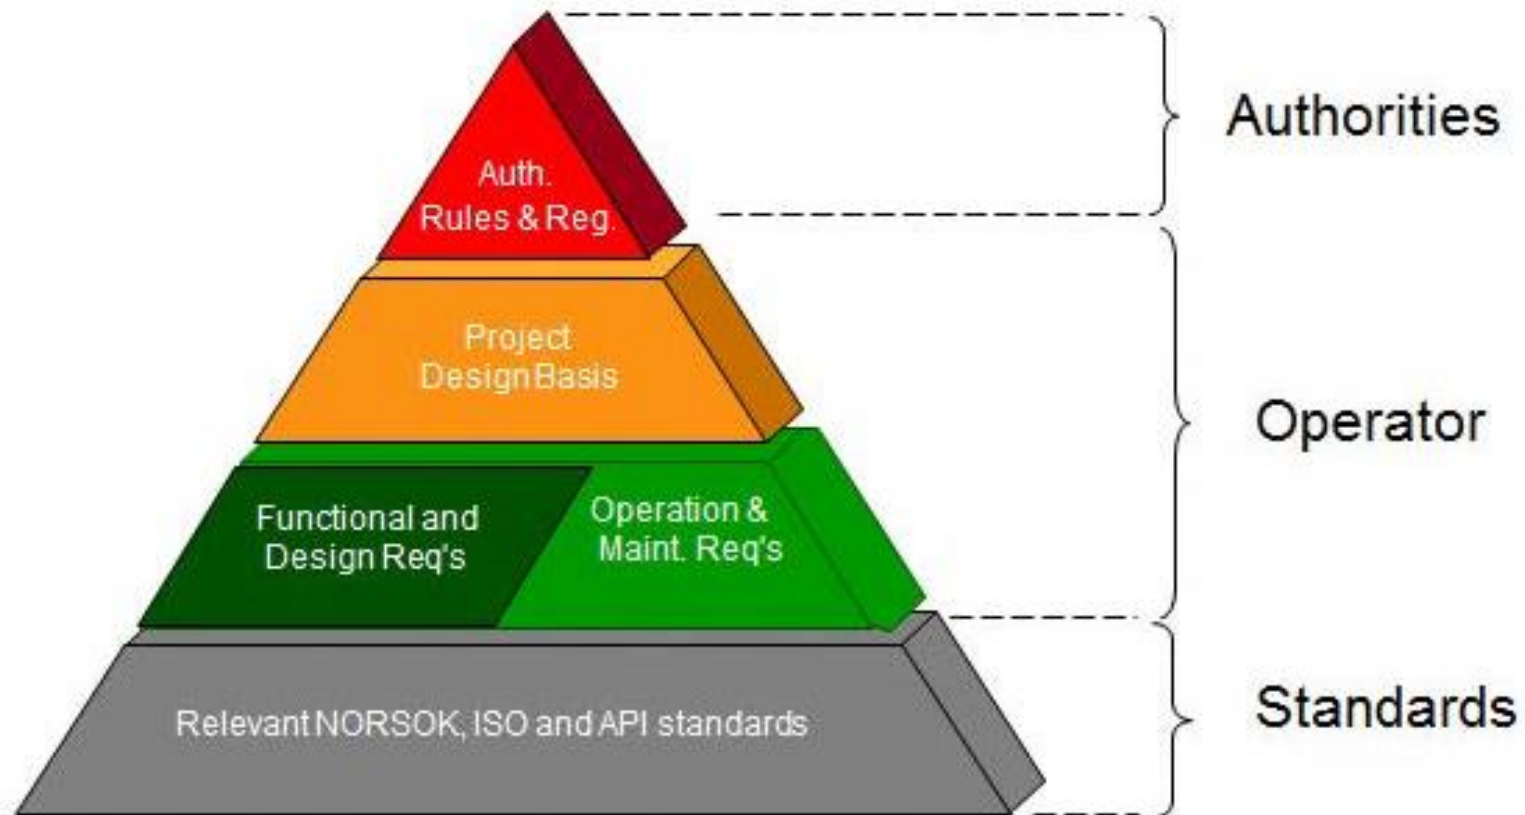 Auth.
Rules & Reg.
Authorities
Project
Design Basis
Operator
Functional and
Design Req's
Operation &
Maint. Req's
Relevant NORSOK, ISO and API standards
Standards